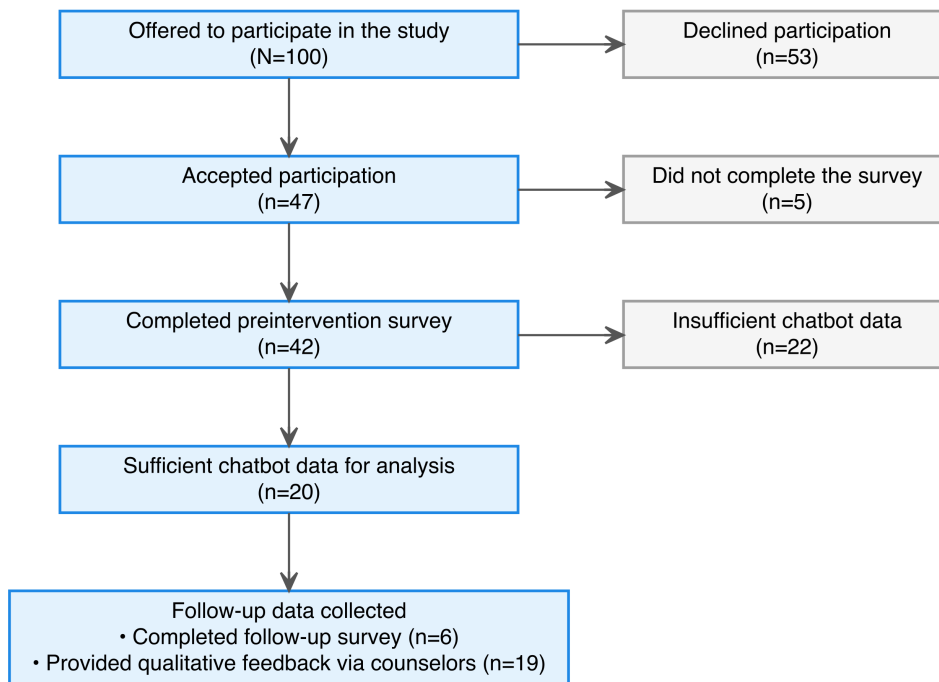 Offered to participate in the study
(N=100)
Declined participation
(n=53)
Accepted participation
(n=47)
Did not complete the survey
(n=5)
Completed preintervention survey
(n=42)
Insufficient chatbot data
(n=22)
Sufficient chatbot data for analysis
(n=20)
Follow-up data collected
• Completed follow-up survey (n=6)
• Provided qualitative feedback via counselors (n=19)